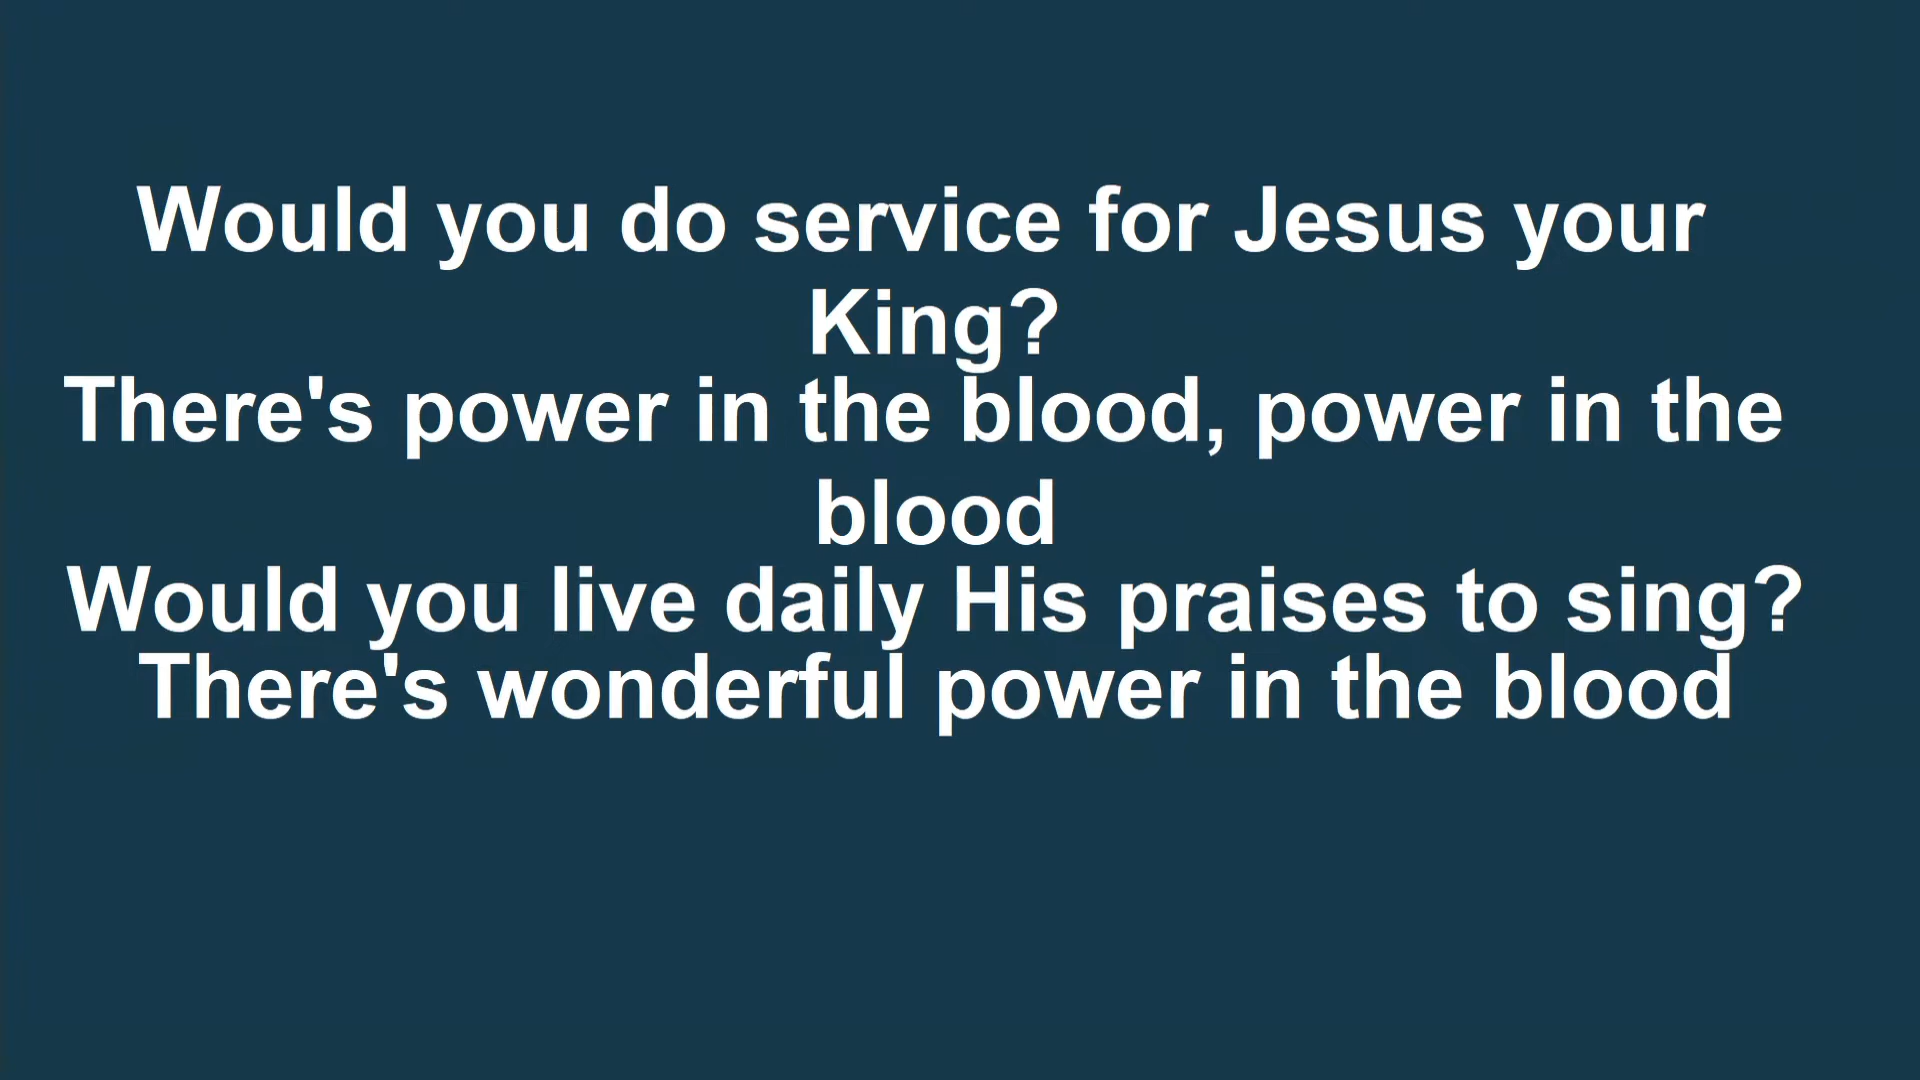 Would you do service for Jesus your
King?
There's power in the blood, power in the
blood
Would you live daily His praises to sing?
There's wonderful power in the blood